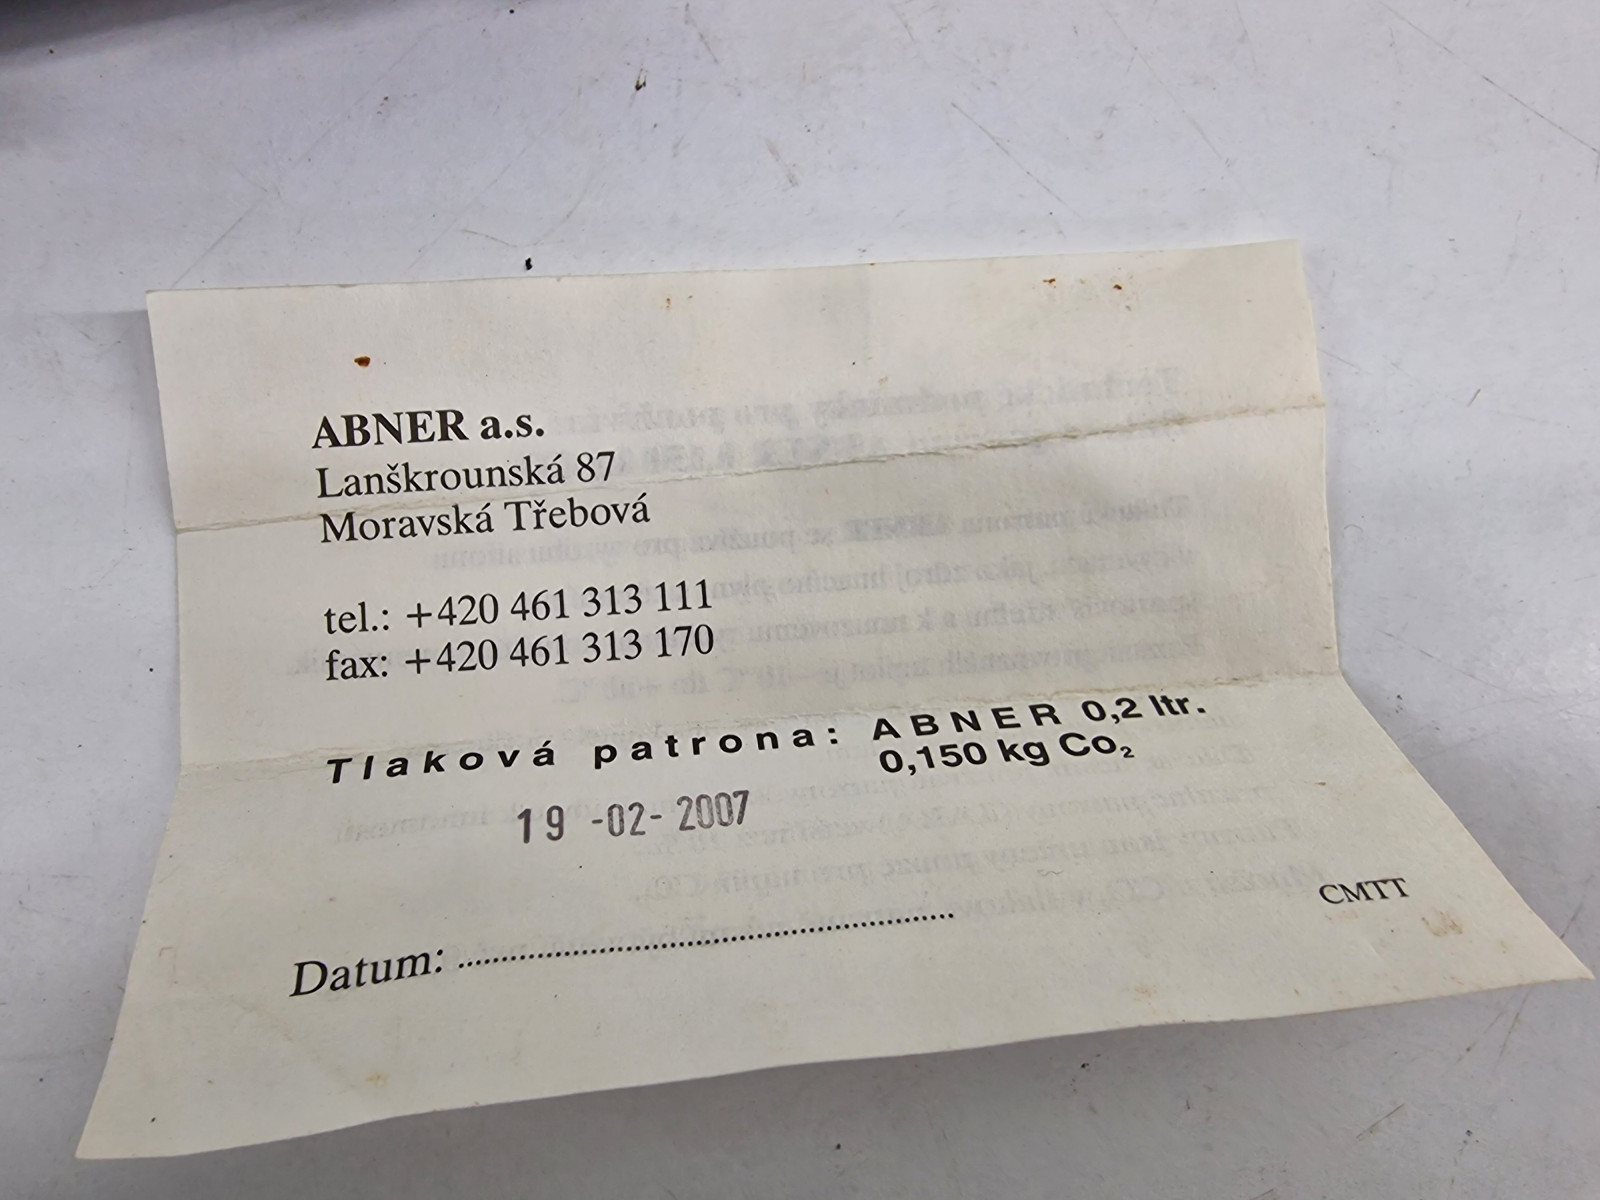 ABNER a.s.
Lanškrounská 87
Moravská Třebová
tel.: +420 461 313 111
fax: +420 461 313 170
Tlaková patrona: ABNER 0,2 ltr.
0,150 kg Co₂
19 -02- 2007
CMTT
Datum: ........................................................